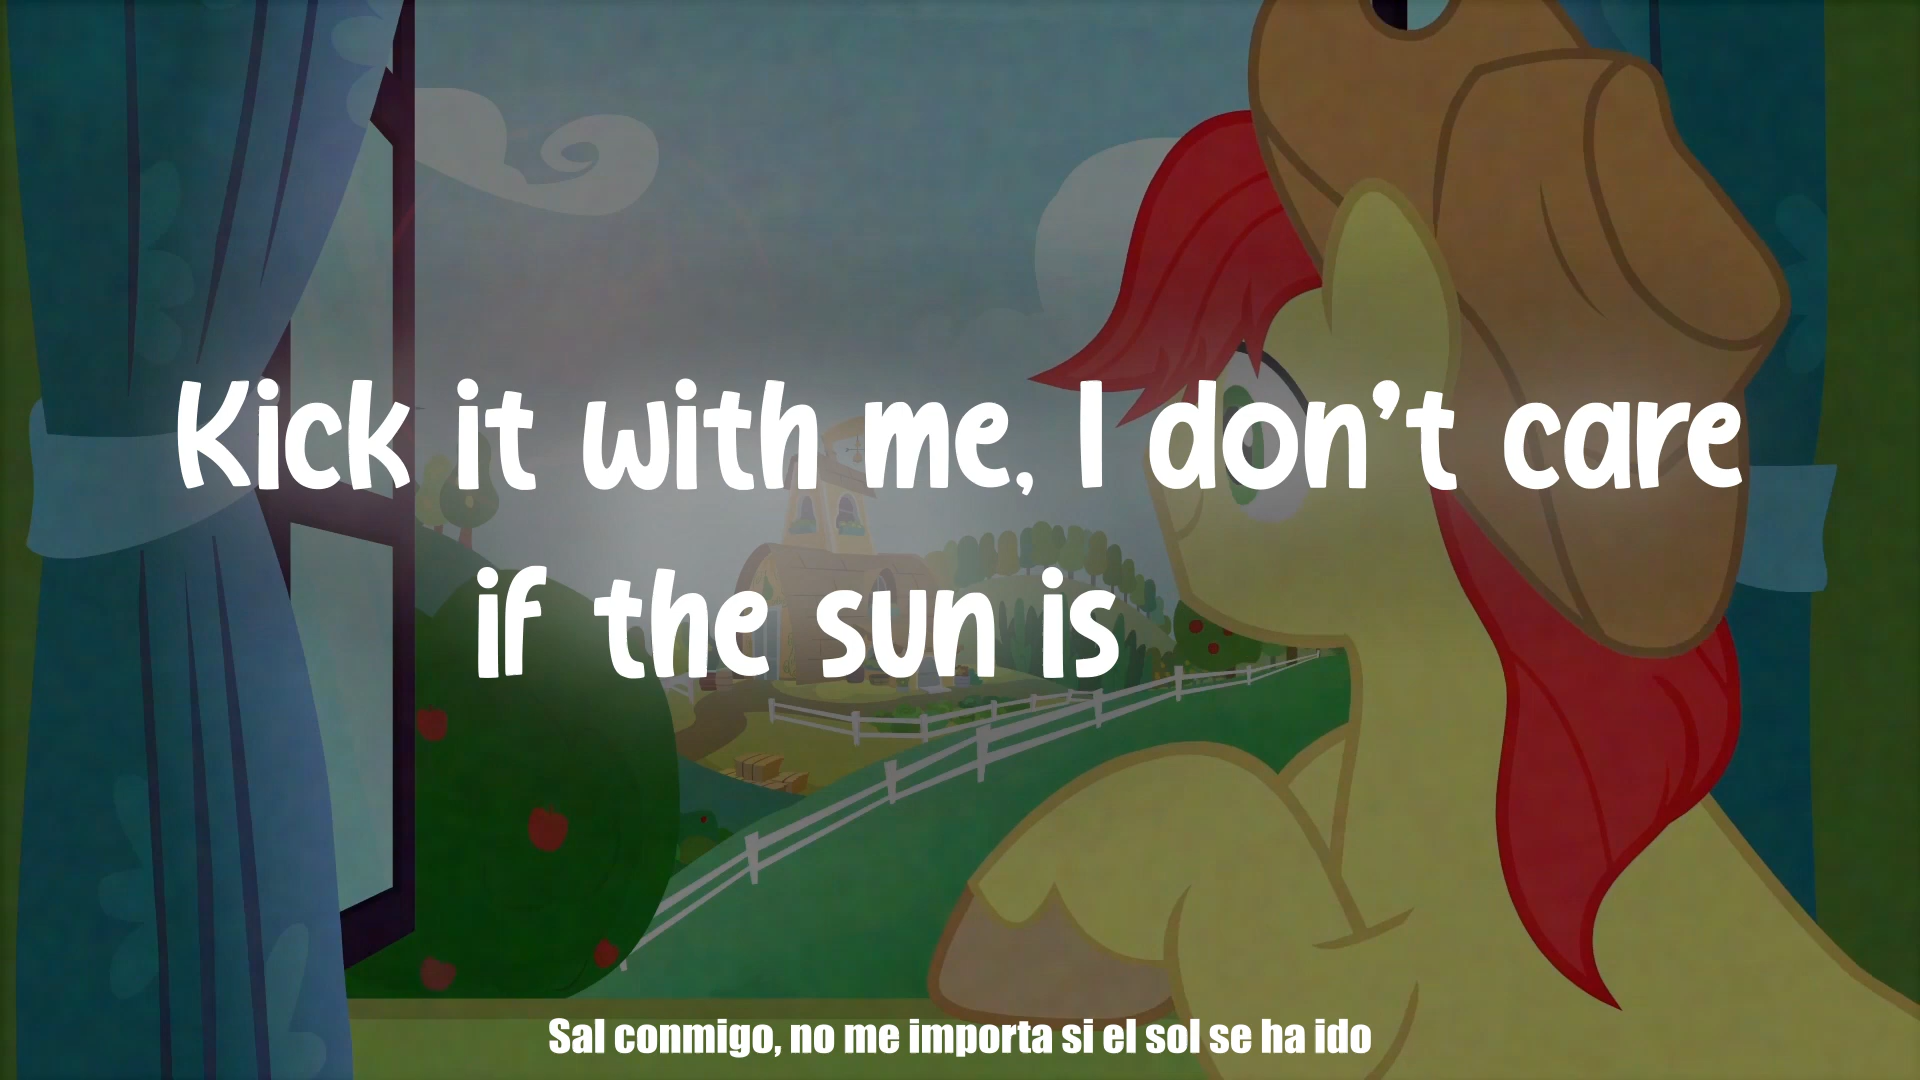 Kick it with me, I don't care
if the sun is
Sal conmigo, no me importa si el sol se ha ido